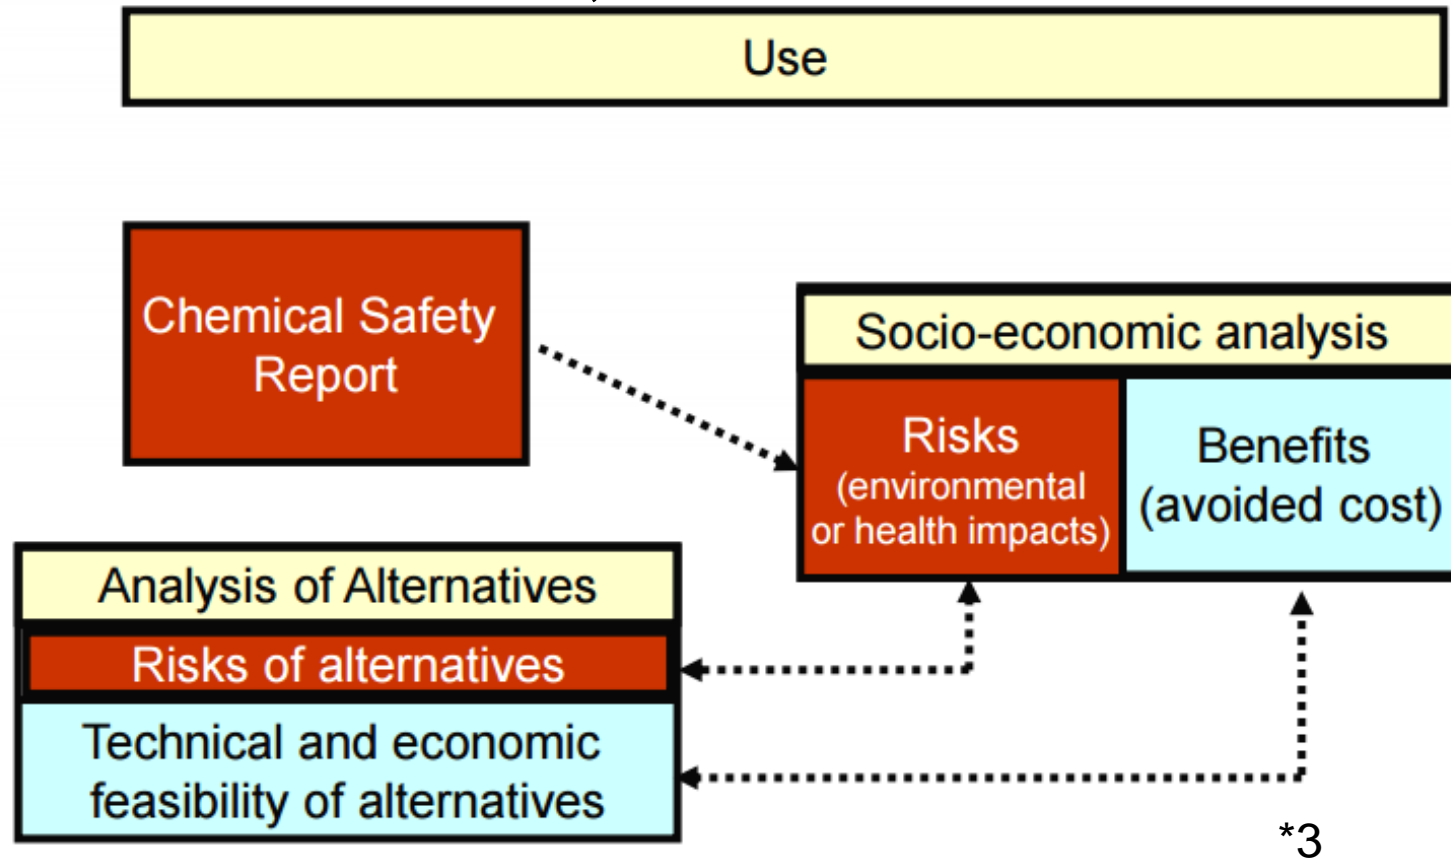 Use
Chemical Safety
Report
Socio-economic analysis
Risks
(environmental
or health impacts)
Benefits
(avoided cost)
Analysis of Alternatives
Risks of alternatives
Technical and economic
feasibility of alternatives
*3